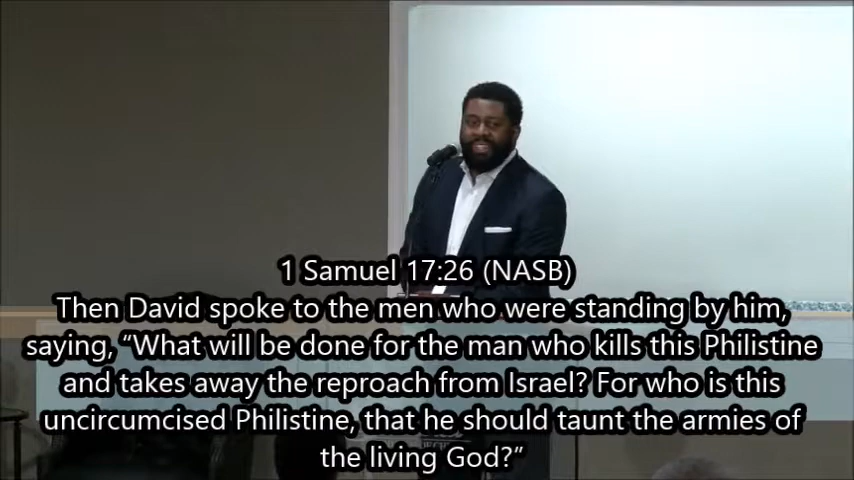 1 Samuel 17:26 (NASB)
Then David spoke to the men who were standing by him,
saying, “What will be done for the man who kills this Philistine
and takes away the reproach from Israel? For who is this
uncircumcised Philistine, that he should taunt the armies of
the living God?”